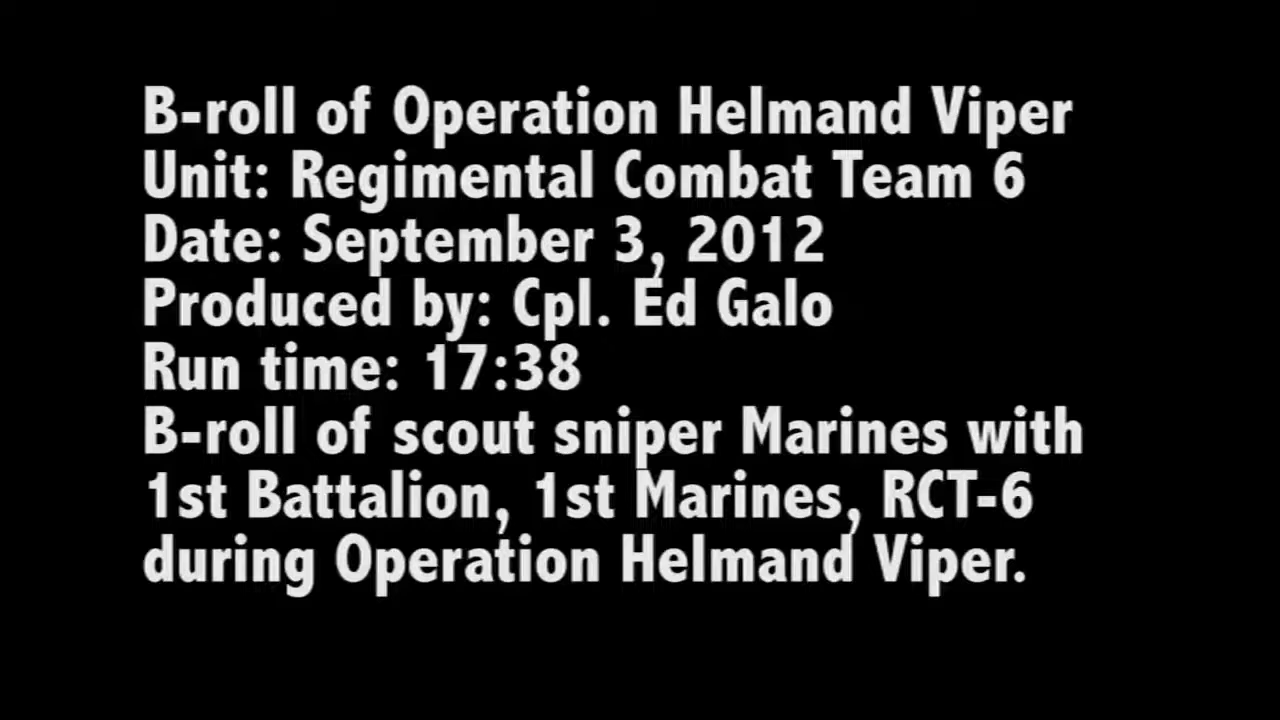 B-roll of Operation Helmand Viper
Unit: Regimental Combat Team 6
Date: September 3, 2012
Produced by: Cpl. Ed Galo
Run time: 17:38
B-roll of scout sniper Marines with
1st Battalion, 1st Marines, RCT-6
during Operation Helmand Viper.